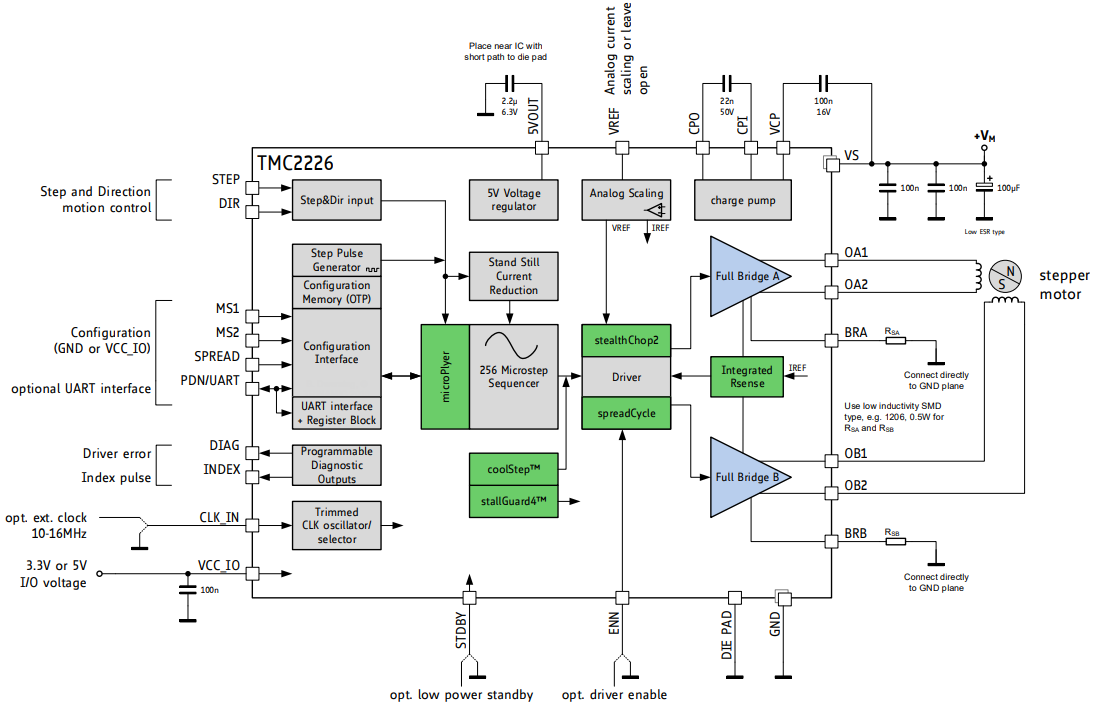 Place near IC with
short path to die pad
2.2µ
6.3V
5VOUT
Analog current
scaling or leave
open
VREF
22n
50V
CPO
CPI
100n
16V
VCP
+VM
VS
100n
100n
+
100µF
Low ESR type
TMC2226
Step and Direction
motion control
STEP
DIR
Step&Dir input
5V Voltage
regulator
Analog Scaling
VREF
IREF
charge pump
Step Pulse
Generator
Configuration
Memory (OTP)
Stand Still
Current
Reduction
Full Bridge A
OA1
OA2
N
S
stepper
motor
Configuration
(GND or VCC_IO)
optional UART interface
MS1
MS2
SPREAD
PDN/UART
Configuration
Interface
UART interface
+ Register Block
microPlyer
256 Microstep
Sequencer
stealthChop2
Driver
spreadCycle
Integrated
Rsense
IREF
BRA
RSA
Connect directly
to GND plane
Use low inductivity SMD
type, e.g. 1206, 0.5W for
RSA and RSB
Driver error
Index pulse
DIAG
INDEX
Programmable
Diagnostic
Outputs
coolStep™
stallGuard4™
Full Bridge B
OB1
OB2
opt. ext. clock
10-16MHz
CLK_IN
Trimmed
CLK oscillator/
selector
BRB
RSB
Connect directly
to GND plane
3.3V or 5V
I/O voltage
VCC_IO
100n
STDBY
ENN
DIE PAD
GND
opt. low power standby
opt. driver enable